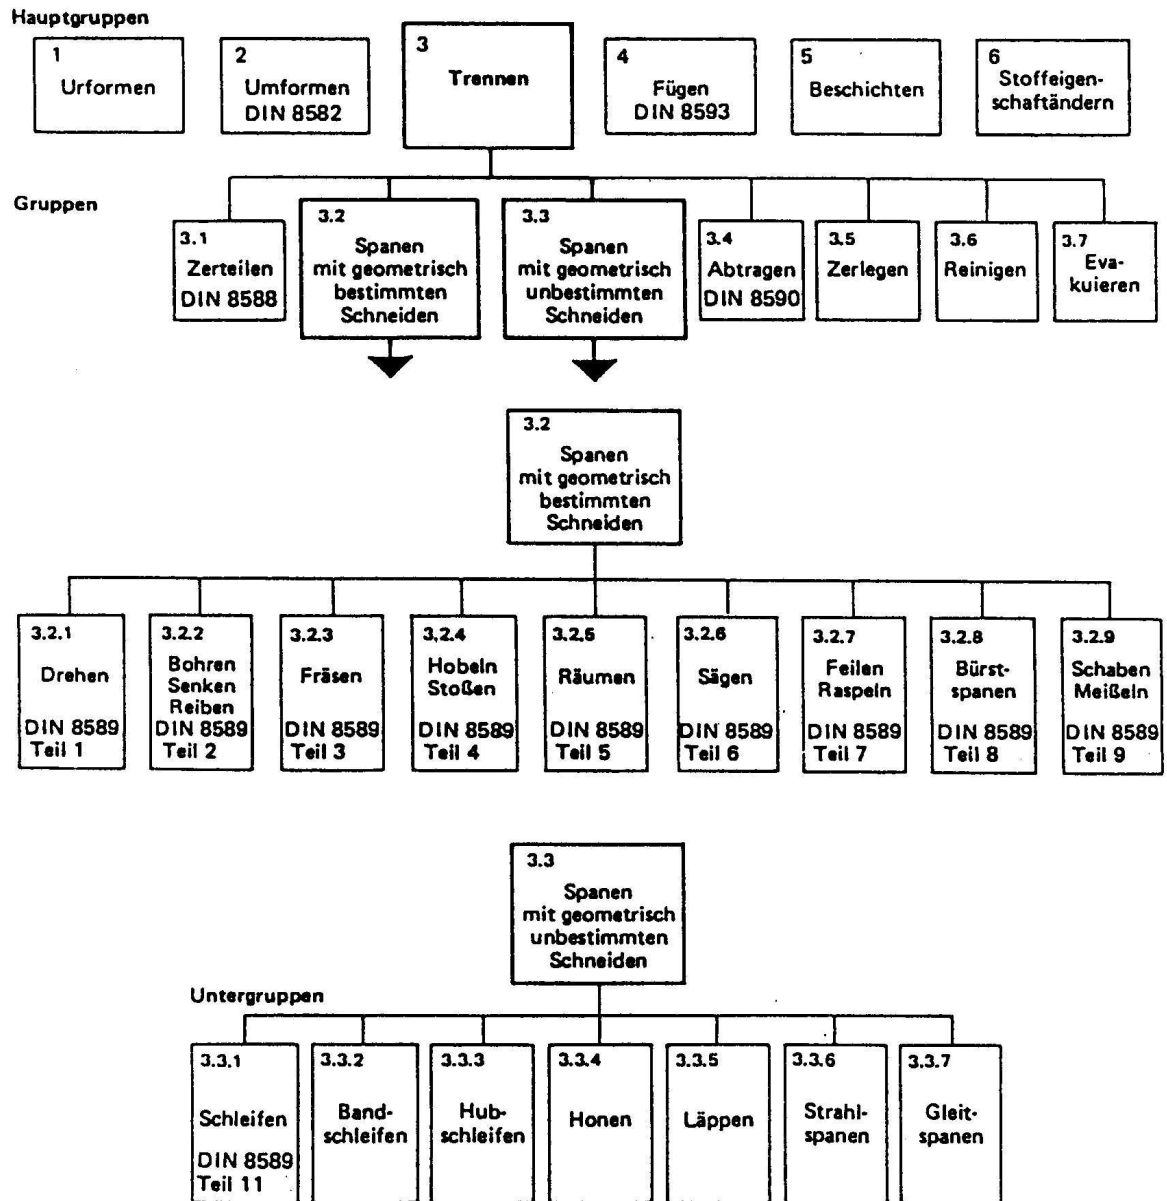 Hauptgruppen
1
Urformen
2
Umformen
DIN 8582
3
Trennen
4
Fügen
DIN 8593
5
Beschichten
6
Stoffeigen-
schaftändern
Gruppen
3.1
Zerteilen
DIN 8588
3.2
Spanen
mit geometrisch
bestimmten
Schneiden
3.3
Spanen
mit geometrisch
unbestimmten
Schneiden
3.4
Abtragen
DIN 8590
3.5
Zerlegen
3.6
Reinigen
3.7
Eva-
kuieren
3.2
Spanen
mit geometrisch
bestimmten
Schneiden
3.2.1
Drehen
DIN 8589
Teil 1
3.2.2
Bohren
Senken
Reiben
DIN 8589
Teil 2
3.2.3
Fräsen
DIN 8589
Teil 3
3.2.4
Hobeln
Stoßen
DIN 8589
Teil 4
3.2.5
Räumen
DIN 8589
Teil 5
3.2.6
Sägen
DIN 8589
Teil 6
3.2.7
Feilen
Raspeln
DIN 8589
Teil 7
3.2.8
Bürst-
spanen
DIN 8589
Teil 8
3.2.9
Schaben
Meißeln
DIN 8589
Teil 9
3.3
Spanen
mit geometrisch
unbestimmten
Schneiden
Untergruppen
3.3.1
Schleifen
DIN 8589
Teil 11
3.3.2
Band-
schleifen
3.3.3
Hub-
schleifen
3.3.4
Honen
3.3.5
Läppen
3.3.6
Strahl-
spanen
3.3.7
Gleit-
spanen